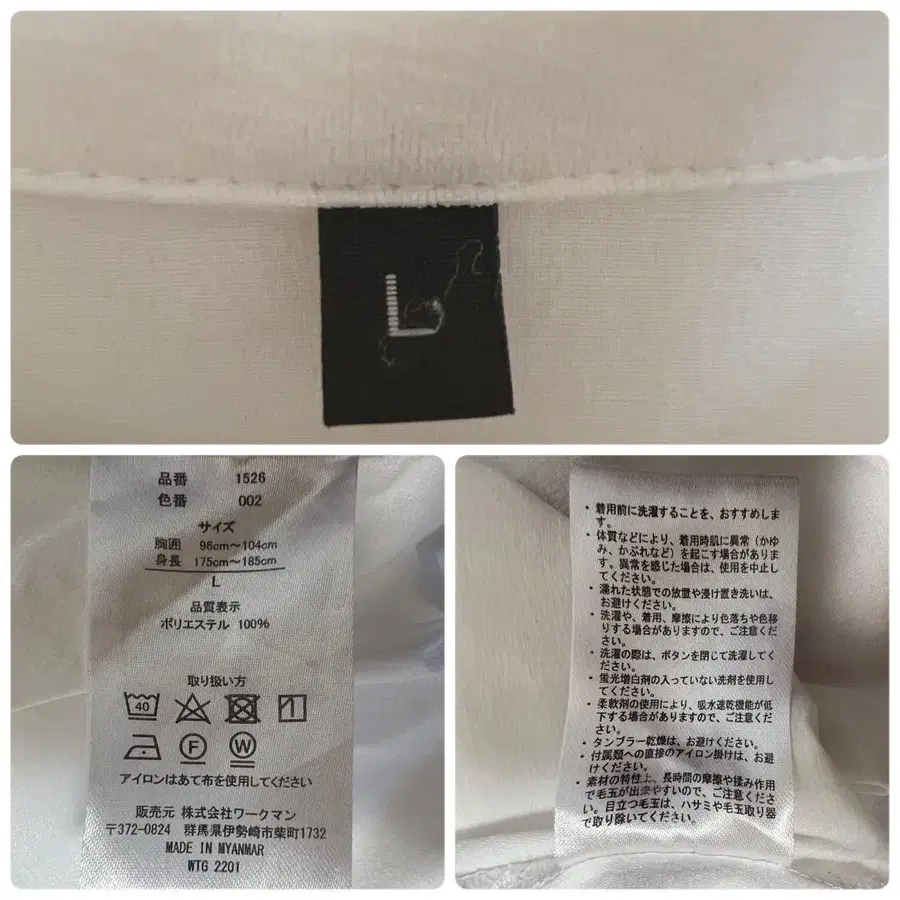 L
品番 1526
色番 002
サイズ
胸囲 96cm～104cm
身長 175cm～185cm
L
品質表示
ポリエステル 100%
取り扱い方
40
F W
アイロンはあて布を使用してください
販売元 株式会社ワークマン
〒372-0824 群馬県伊勢崎市柴町1732
MADE IN MYANMAR
WTG 2201
・着用前に洗濯することを、おすすめしま
す。
・体質などにより、着用時肌に異常（かゆ
み、かぶれなど）を起こす場合がありま
す。異常を感じた場合は、使用を中止し
てください。
・濡れた状態での放置や浸け置き洗いは、
お避けください。
・洗濯や、着用、摩擦により色落ちや色移
りする場合がありますので、ご注意くだ
さい。
・洗濯の際は、ボタンを閉じて洗濯してく
ださい。
・蛍光増白剤の入っていない洗剤を使用し
てください。
・柔軟剤の使用により、吸水速乾機能が低
下する場合がありますので、ご注意くだ
さい。
・タンブラー乾燥は、お避けください。
・付属類への直接のアイロン掛けは、お避
けください。
・素材の特性上、長時間の摩擦や揉み作用
で毛玉が出来やすいので、ご注意くださ
い。目立つ毛玉は、ハサミや毛玉取り器
で取り除いてください。